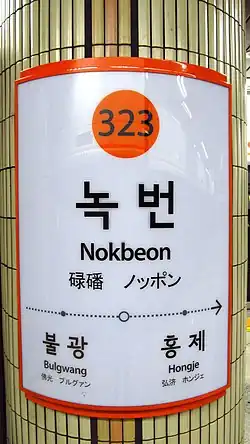 323
녹번
Nokbeon
碌磻 ノッポン
불광 홍제
Bulgwang Hongje
佛光 プルグァン 弘済 ホンジェ